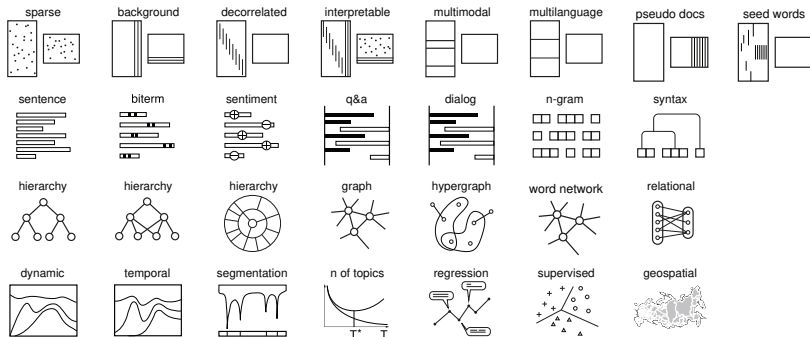 sparse background decorrelated interpretable multimodal multilanguage pseudo docs seed words
sentence biterm sentiment q&a dialog n-gram syntax
hierarchy hierarchy hierarchy graph hypergraph word network relational
dynamic temporal segmentation n of topics regression supervised geospatial
T* T